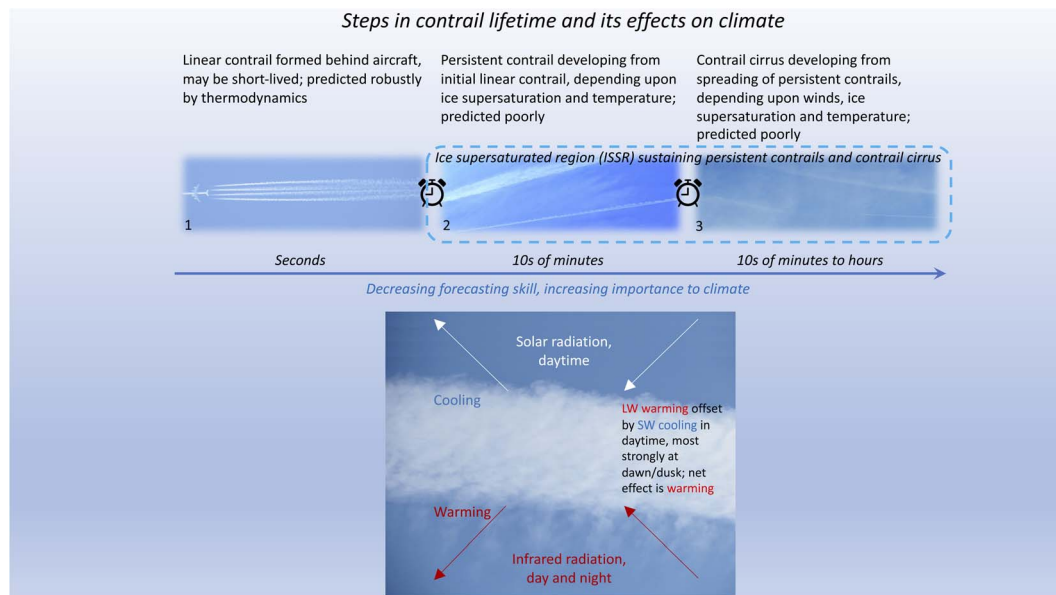 Steps in contrail lifetime and its effects on climate
Linear contrail formed behind aircraft,
may be short-lived; predicted robustly
by thermodynamics
Persistent contrail developing from
initial linear contrail, depending upon
ice supersaturation and temperature;
predicted poorly
Contrail cirrus developing from
spreading of persistent contrails,
depending upon winds, ice
supersaturation and temperature;
predicted poorly
Ice supersaturated region (ISSR) sustaining persistent contrails and contrail cirrus
1
2
3
Seconds
10s of minutes
10s of minutes to hours
Decreasing forecasting skill, increasing importance to climate
Solar radiation,
daytime
Cooling
LW warming offset
by SW cooling in
daytime, most
strongly at
dawn/dusk; net
effect is warming
Warming
Infrared radiation,
day and night